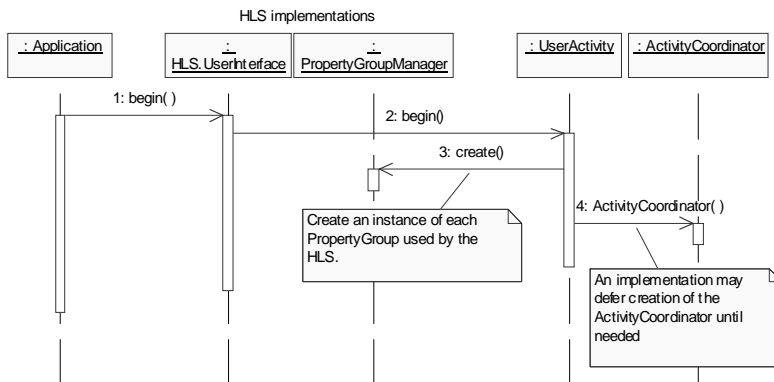 HLS implementations
: Application
:
HLS.UserInterface
:
PropertyGroupManager
: UserActivity
: ActivityCoordinator
1: begin( )
2: begin()
3: create()
4: ActivityCoordinator( )
Create an instance of each
PropertyGroup used by the
HLS.
An implementation may
defer creation of the
ActivityCoordinator until
needed